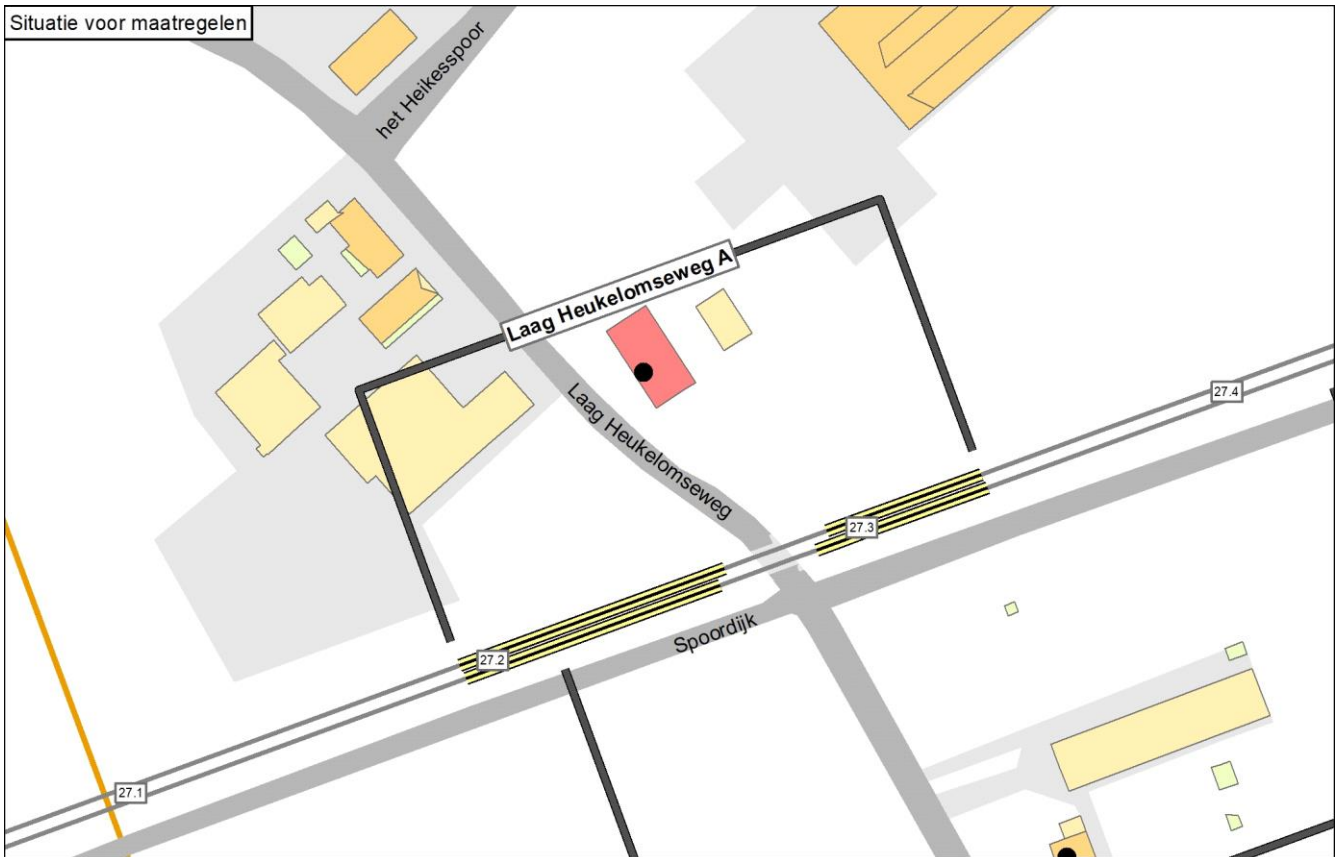 Situatie voor maatregelen
het Heikesspoor
Laag Heukelomseweg A
Laag Heukelomseweg
27.4
27.3
Spoordijk
27.2
27.1